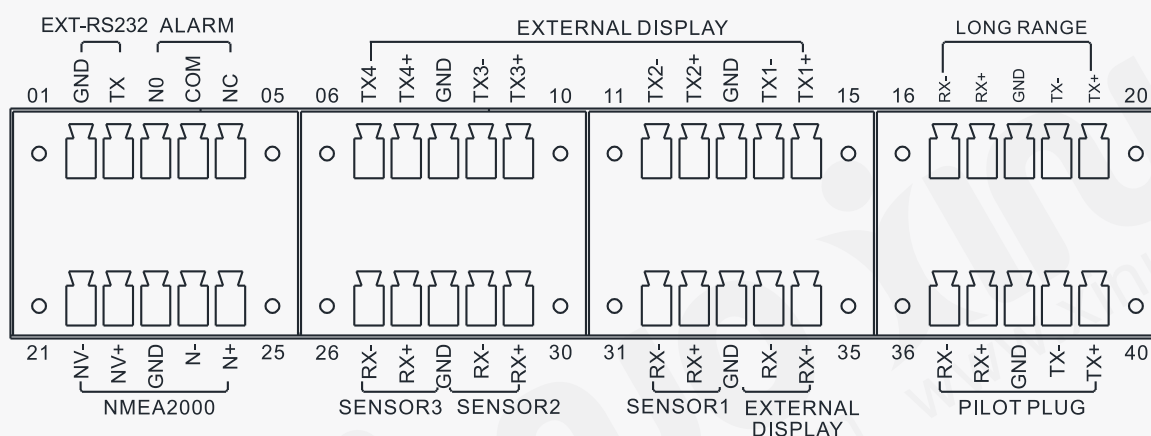 EXT-RS232 ALARM EXTERNAL DISPLAY LONG RANGE
01 GND TX N0 COM NC 05 06 TX4- TX4+ GND TX3- TX3+ 10 11 TX2- TX2+ GND TX1- TX1+ 15 16 RX- RX+ GND TX- TX+ 20
21 NV- NV+ GND N- N+ 25 26 RX- RX+ GND RX- RX+ 30 31 RX- RX+ GND RX- RX+ 35 36 RX- RX+ GND TX- TX+ 40
NMEA2000 SENSOR3 SENSOR2 SENSOR1 EXTERNAL PILOT PLUG
DISPLAY